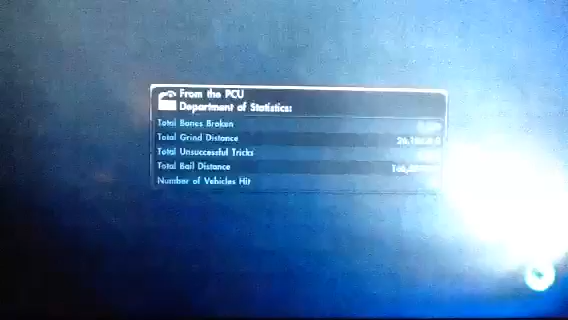 From the PCU
Department of Statistics:
Total Bones Broken
Total Grind Distance
Total Unsuccessful Tricks
Total Bail Distance
Number of Vehicles Hit